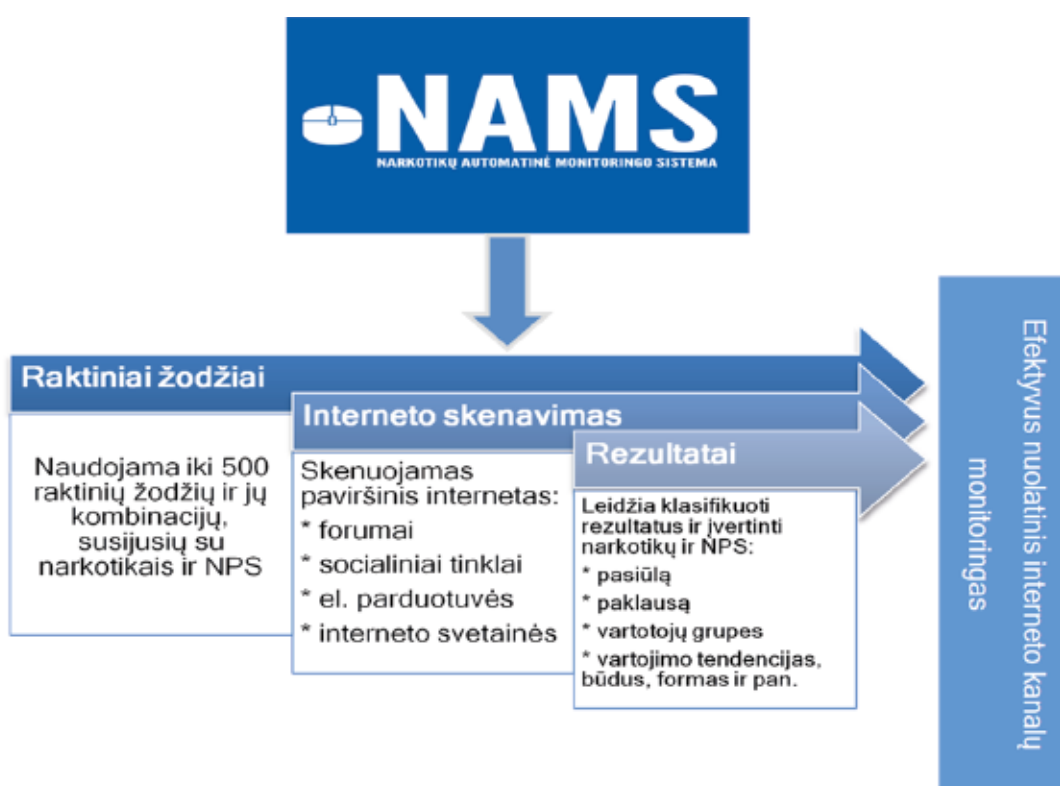 NAMS
NARKOTIKŲ AUTOMATINĖ MONITORINGO SISTEMA
Raktiniai žodžiai
Naudojama iki 500
raktinių žodžių ir jų
kombinacijų,
susijusių su
narkotikais ir NPS
Interneto skenavimas
Skenuojamas
paviršinis internetas:
* forumai
* socialiniai tinklai
* el. parduotuvės
* interneto svetainės
Rezultatai
Leidžia klasifikuoti
rezultatus ir įvertinti
narkotikų ir NPS:
* pasiūlą
* paklausą
* vartotojų grupes
* vartojimo tendencijas,
būdus, formas ir pan.
Efektyvus nuolatinis interneto kanalų
monitoringas